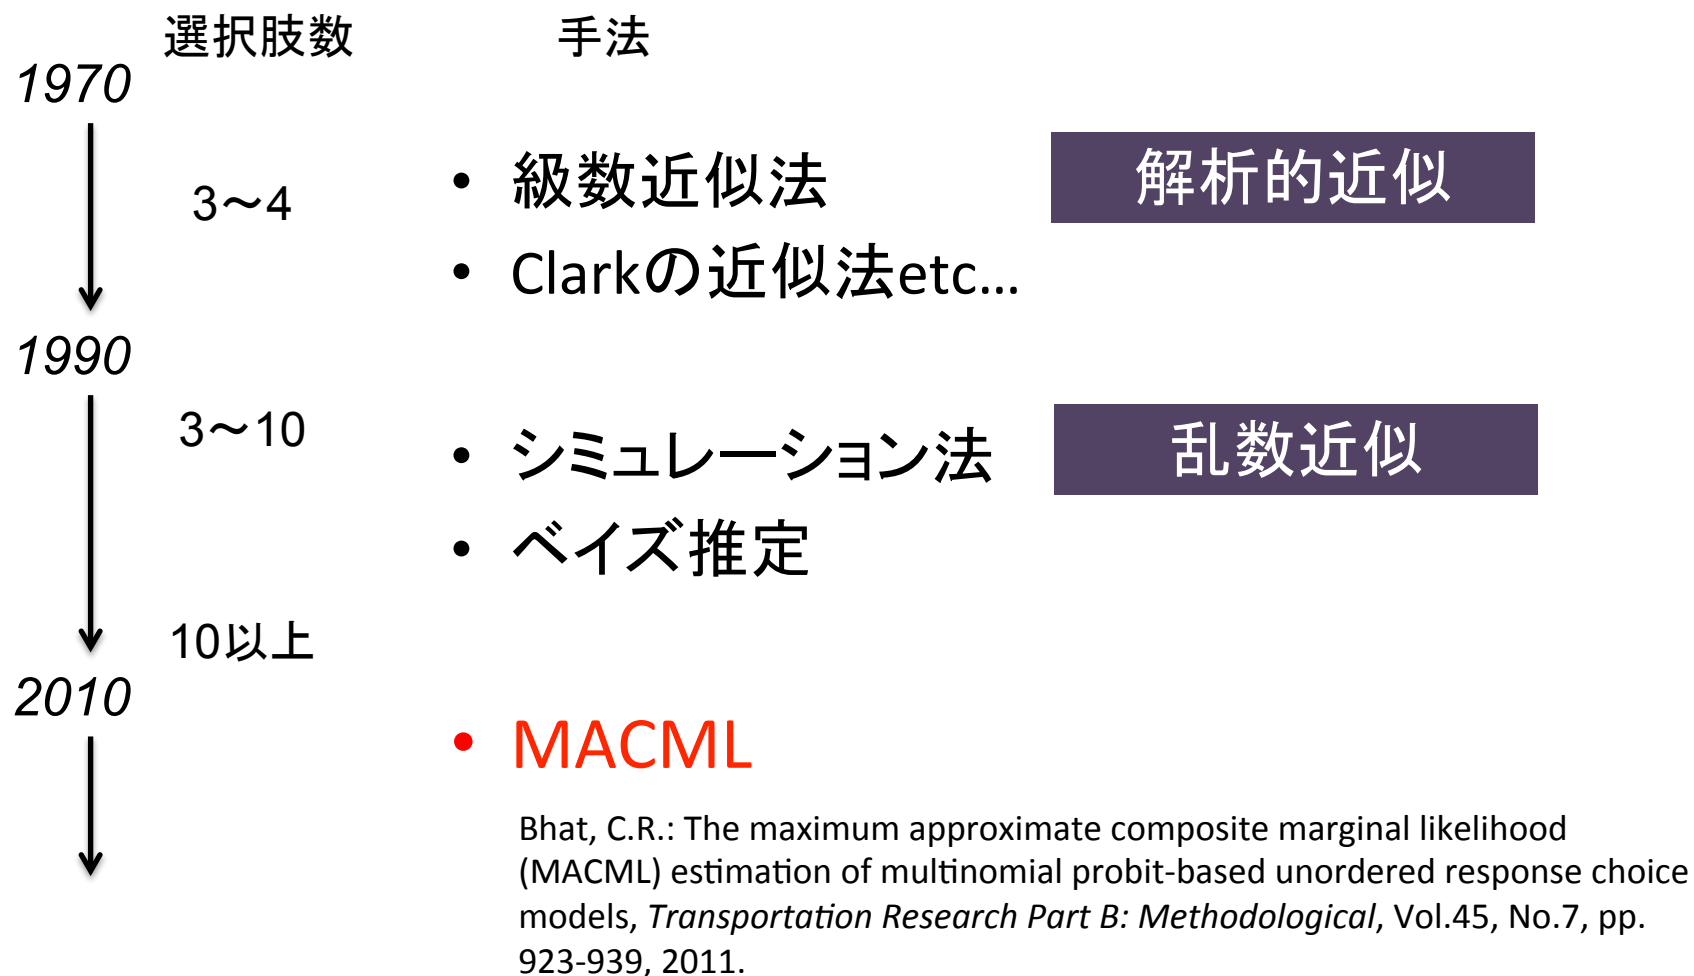 選択肢数 手法
1970
3〜4
• 級数近似法
解析的近似
• Clarkの近似法etc…
1990
3〜10
• シミュレーション法
乱数近似
• ベイズ推定
10以上
2010
• MACML
Bhat, C.R.: The maximum approximate composite marginal likelihood
(MACML) estimation of multinomial probit-based unordered response choice
models, Transportation Research Part B: Methodological, Vol.45, No.7, pp.
923-939, 2011.